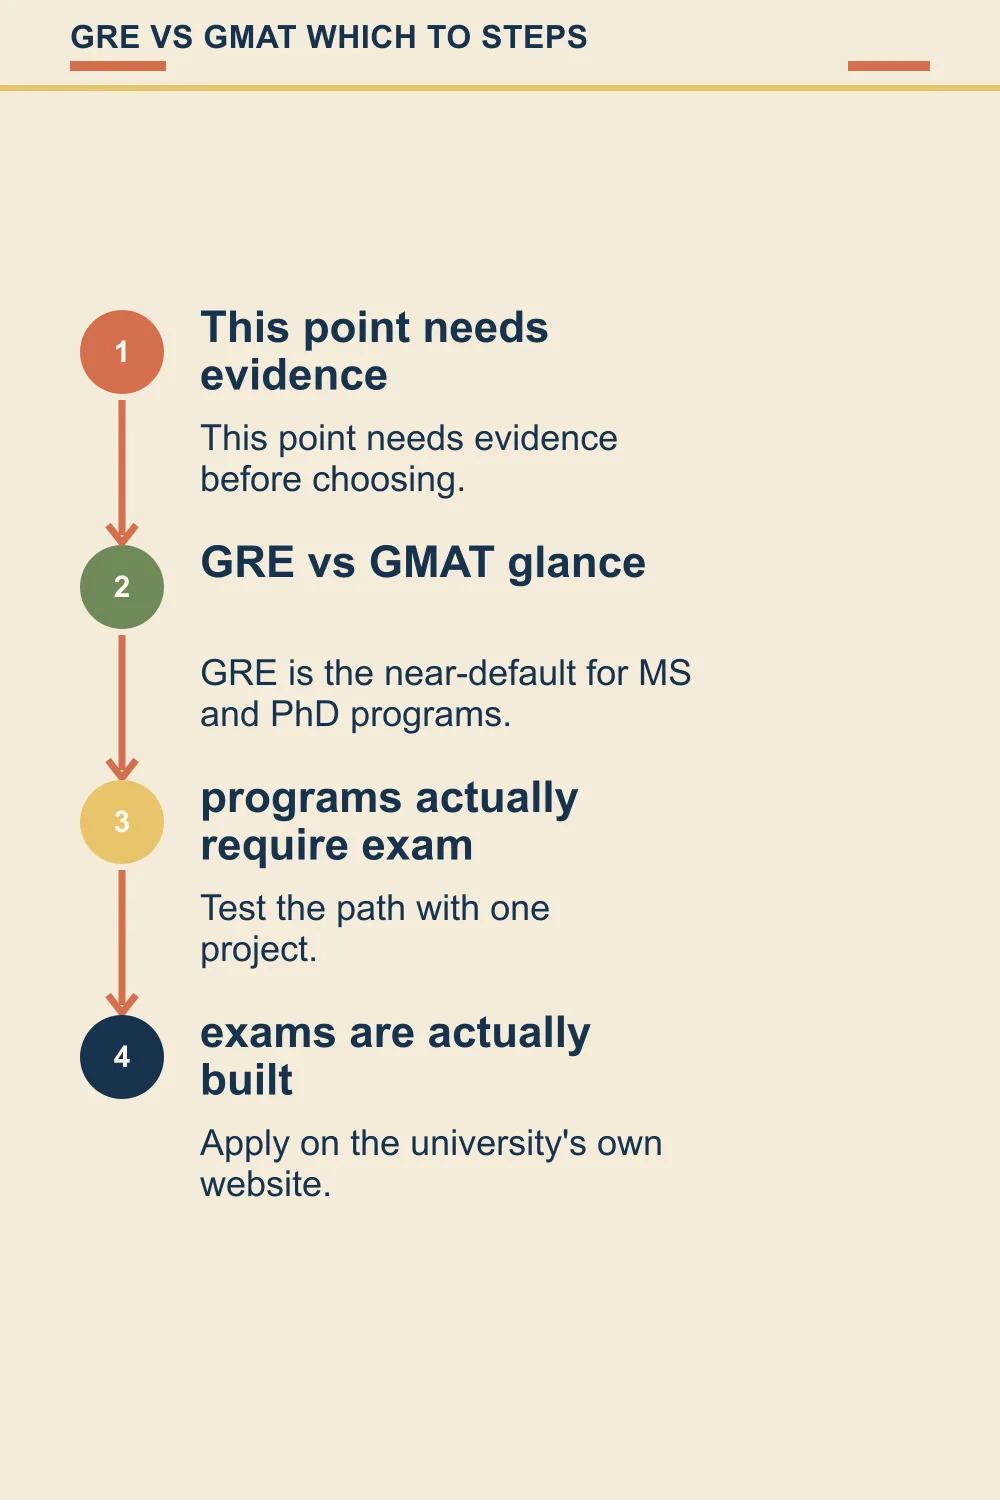 GRE VS GMAT WHICH TO STEPS
1
This point needs
evidence
This point needs evidence
before choosing.
2
GRE vs GMAT glance
GRE is the near-default for MS
and PhD programs.
3
programs actually
require exam
Test the path with one
project.
4
exams are actually
built
Apply on the university's own
website.